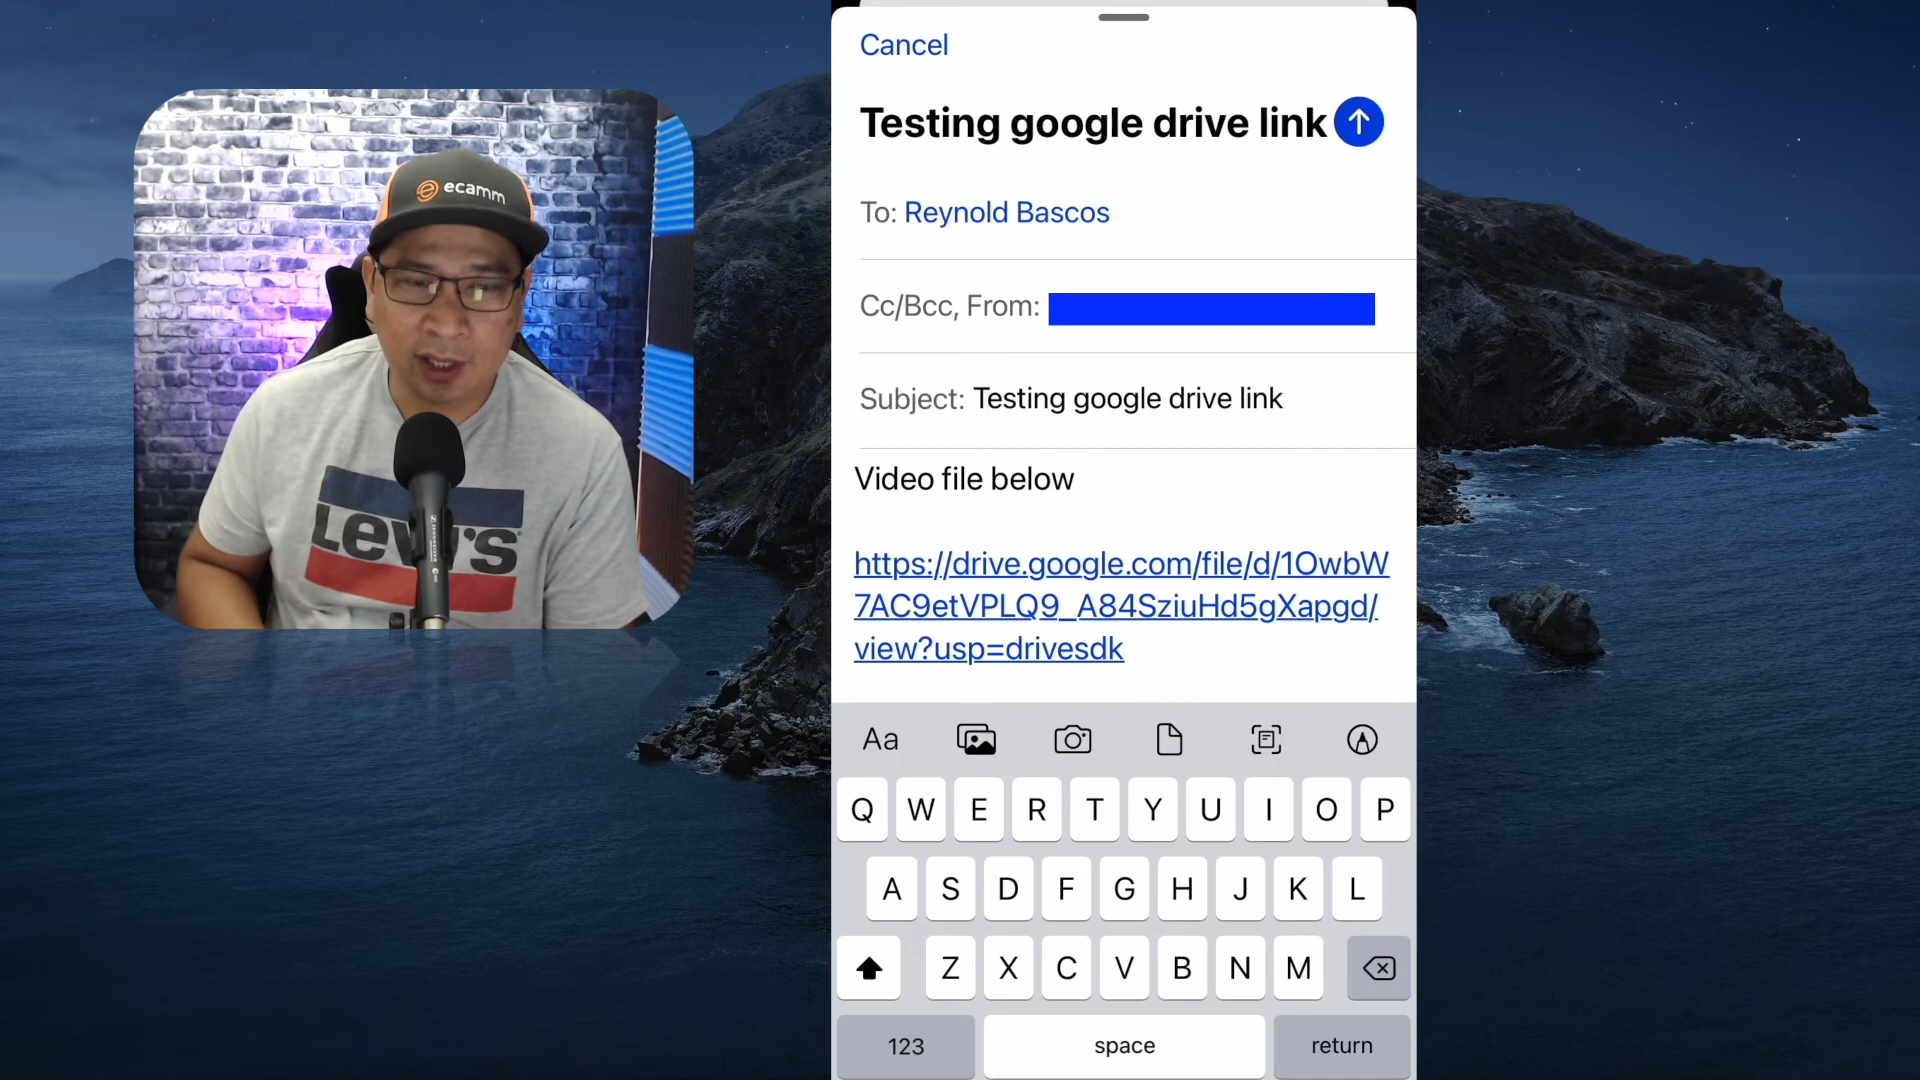 ecamm
Levi's
Cancel
Testing google drive link
To: Reynold Bascos
Cc/Bcc, From:
Subject: Testing google drive link
Video file below
https://drive.google.com/file/d/1OwbW
7AC9etVPLQ9_A84SziuHd5gXapgd/
view?usp=drivesdk
Aa
Q W E R T Y U I O P
A S D F G H J K L
Z X C V B N M
123 space return